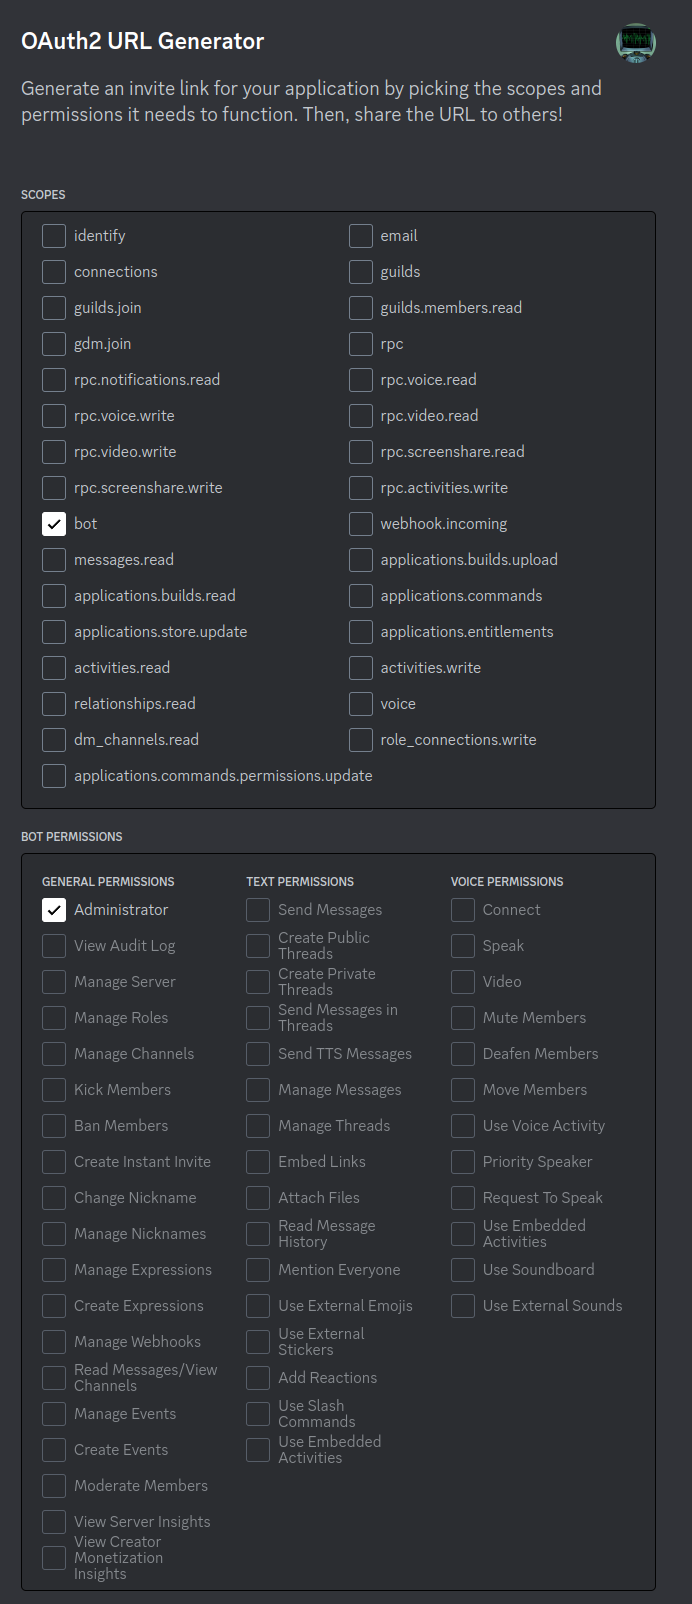 OAuth2 URL Generator
Generate an invite link for your application by picking the scopes and
permissions it needs to function. Then, share the URL to others!
SCOPES
identify
email
connections
guilds
guilds.join
guilds.members.read
gdm.join
rpc
rpc.notifications.read
rpc.voice.read
rpc.voice.write
rpc.video.read
rpc.video.write
rpc.screenshare.read
rpc.screenshare.write
rpc.activities.write
bot
webhook.incoming
messages.read
applications.builds.upload
applications.builds.read
applications.commands
applications.store.update
applications.entitlements
activities.read
activities.write
relationships.read
voice
dm_channels.read
role_connections.write
applications.commands.permissions.update
BOT PERMISSIONS
GENERAL PERMISSIONS
Administrator
View Audit Log
Manage Server
Manage Roles
Manage Channels
Kick Members
Ban Members
Create Instant Invite
Change Nickname
Manage Nicknames
Manage Expressions
Create Expressions
Manage Webhooks
Read Messages/View
Channels
Manage Events
Create Events
Moderate Members
View Server Insights
View Creator
Monetization
Insights
TEXT PERMISSIONS
Send Messages
Create Public
Threads
Create Private
Threads
Send Messages in
Threads
Send TTS Messages
Manage Messages
Manage Threads
Embed Links
Attach Files
Read Message
History
Mention Everyone
Use External Emojis
Use External
Stickers
Add Reactions
Use Slash
Commands
Use Embedded
Activities
VOICE PERMISSIONS
Connect
Speak
Video
Mute Members
Deafen Members
Move Members
Use Voice Activity
Priority Speaker
Request To Speak
Use Embedded
Activities
Use Soundboard
Use External Sounds